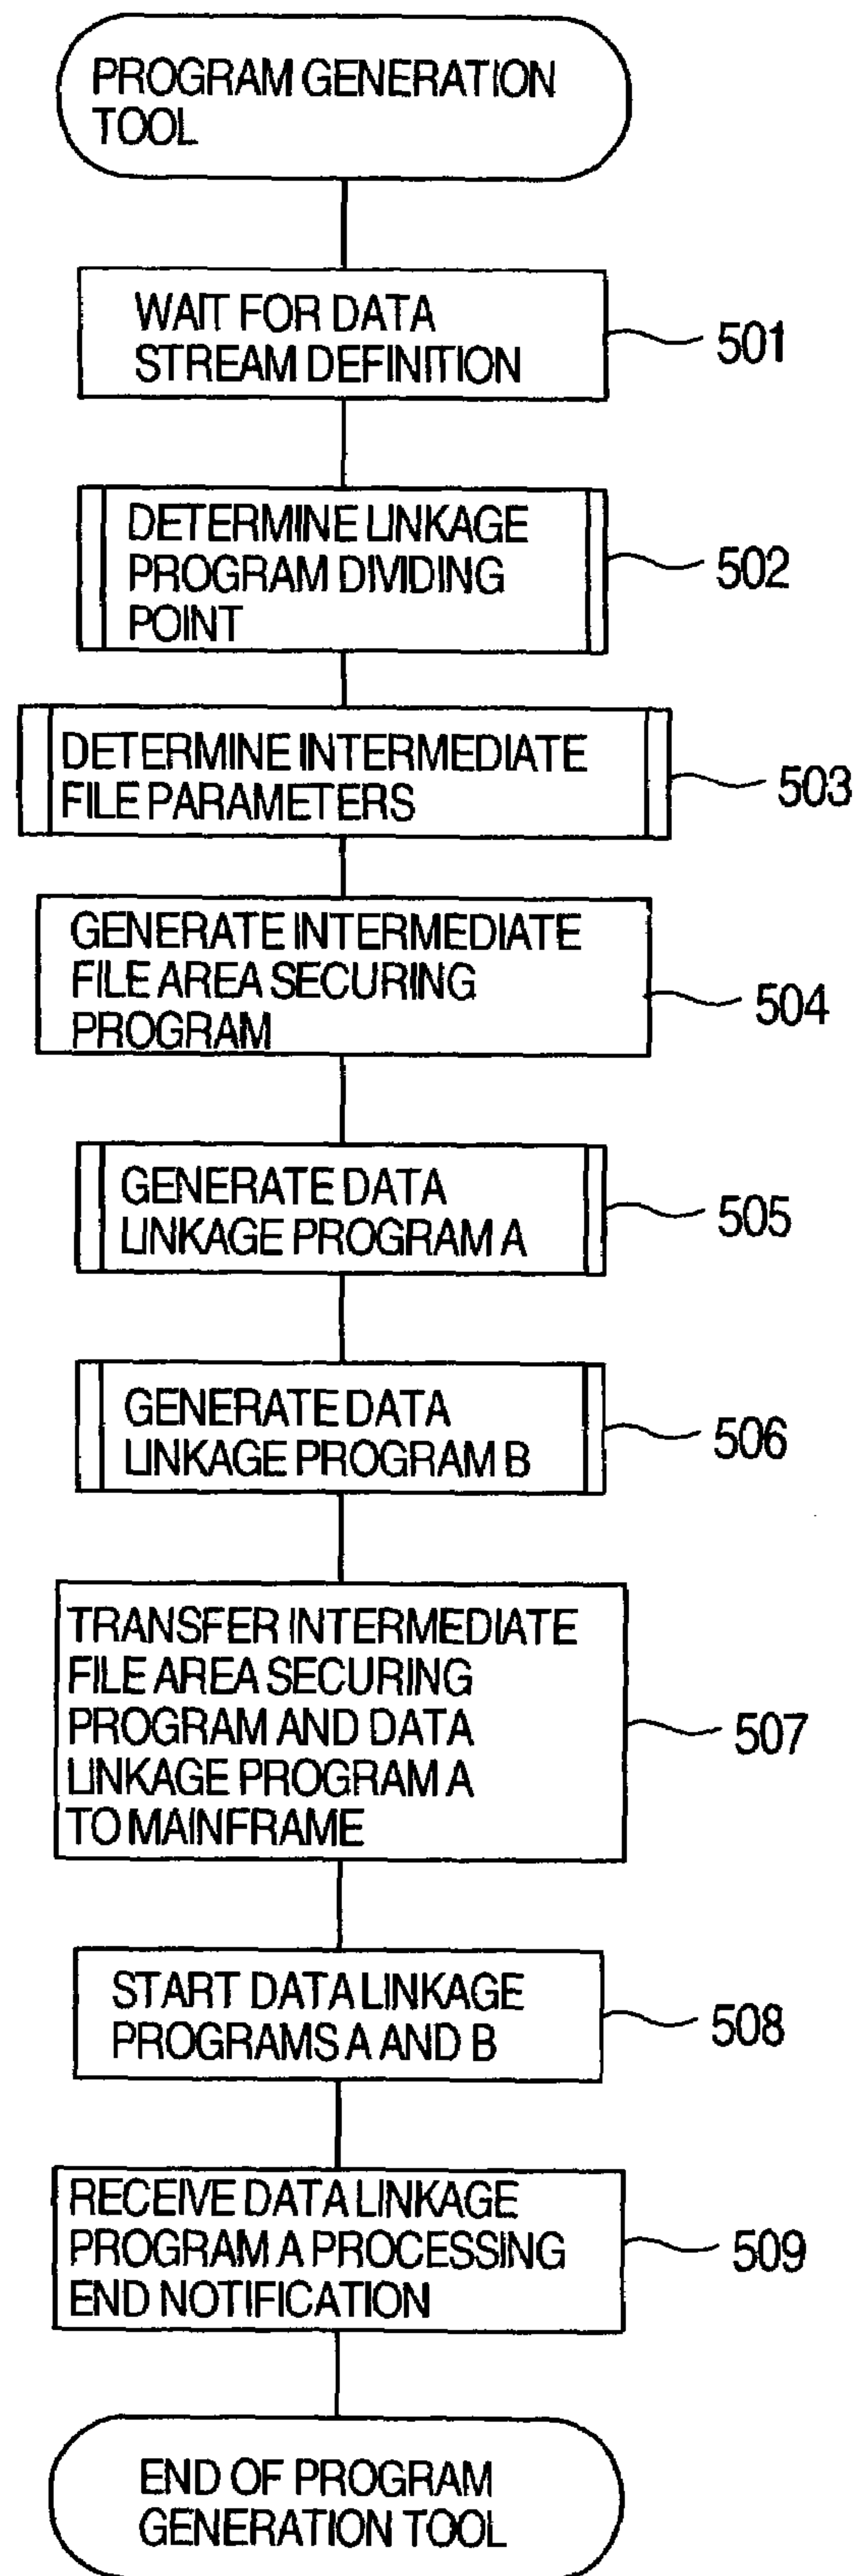 PROGRAM GENERATION
TOOL
WAIT FOR DATA
STREAM DEFINITION
501
DETERMINE LINKAGE
PROGRAM DIVIDING
POINT
502
DETERMINE INTERMEDIATE
FILE PARAMETERS
503
GENERATE INTERMEDIATE
FILE AREA SECURING
PROGRAM
504
GENERATE DATA
LINKAGE PROGRAM A
505
GENERATE DATA
LINKAGE PROGRAM B
506
TRANSFER INTERMEDIATE
FILE AREA SECURING
PROGRAM AND DATA
LINKAGE PROGRAM A
TO MAINFRAME
507
START DATA LINKAGE
PROGRAMS A AND B
508
RECEIVE DATA LINKAGE
PROGRAM A PROCESSING
END NOTIFICATION
509
END OF PROGRAM
GENERATION TOOL